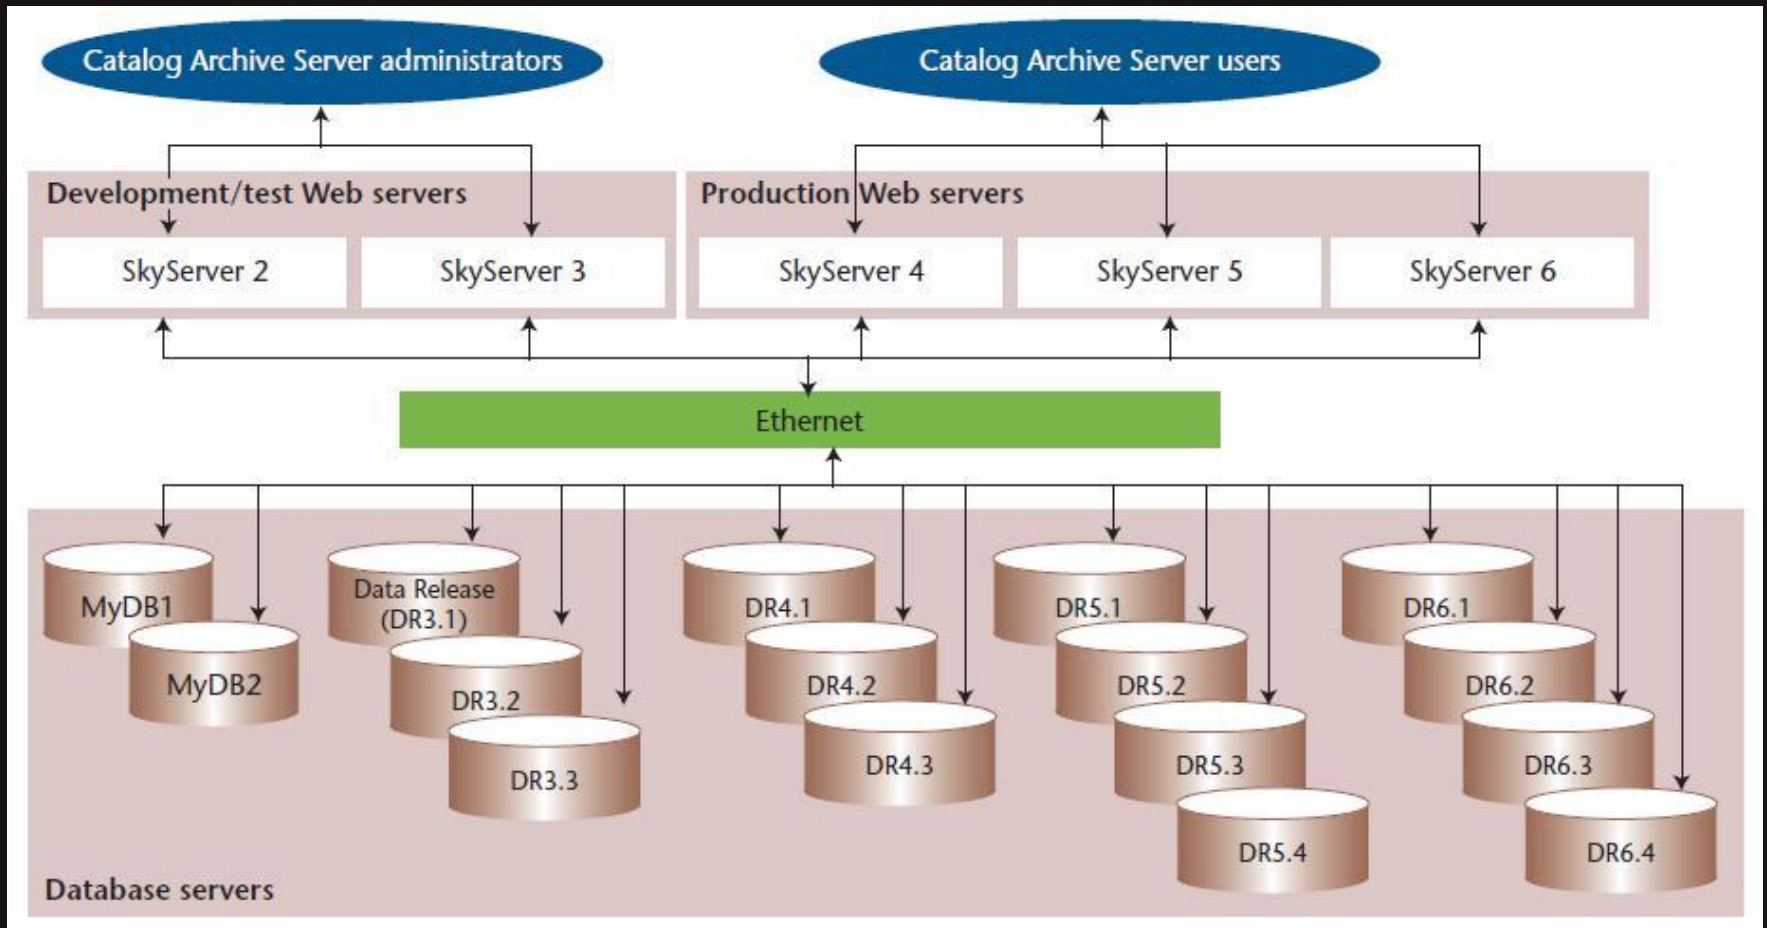 Catalog Archive Server administrators
Catalog Archive Server users
Development/test Web servers
Production Web servers
SkyServer 2
SkyServer 3
SkyServer 4
SkyServer 5
SkyServer 6
Ethernet
MyDB1
MyDB2
Data Release
(DR3.1)
DR3.2
DR3.3
DR4.1
DR4.2
DR4.3
DR5.1
DR5.2
DR5.3
DR5.4
DR6.1
DR6.2
DR6.3
DR6.4
Database servers